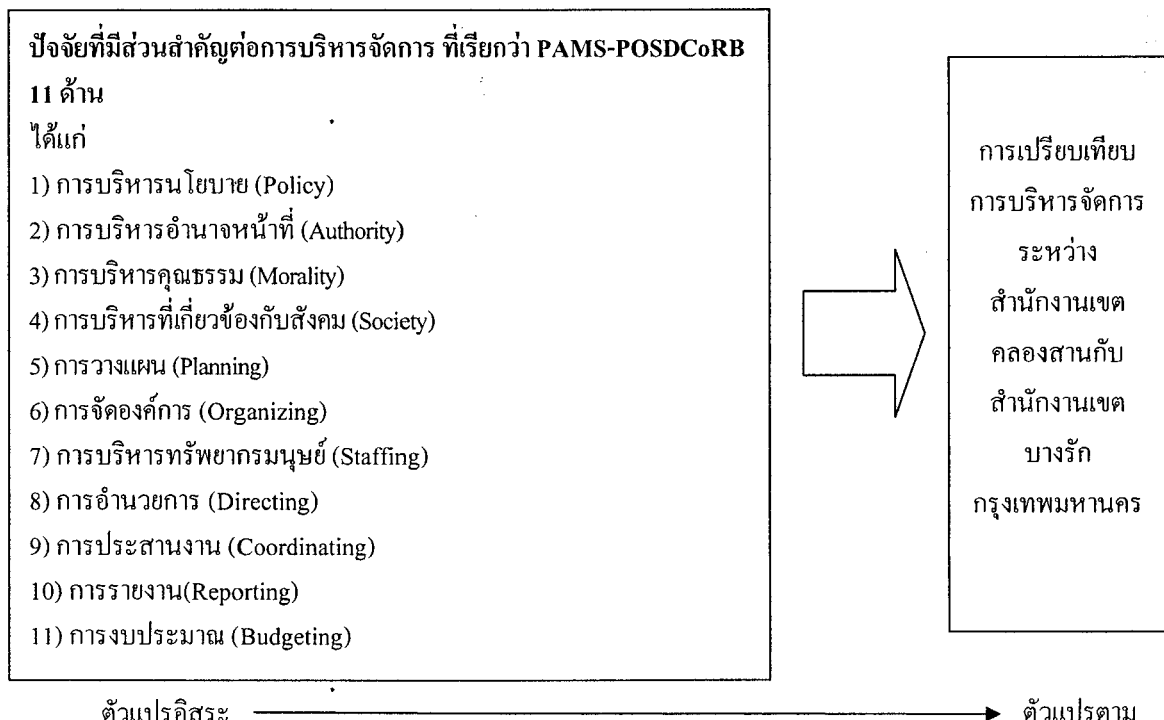 ปัจจัยที่มีส่วนสำคัญต่อการบริหารจัดการ ที่เรียกว่า PAMS-POSDCoRB
11 ด้าน
ได้แก่
1) การบริหารนโยบาย (Policy)
2) การบริหารอำนาจหน้าที่ (Authority)
3) การบริหารคุณธรรม (Morality)
4) การบริหารที่เกี่ยวข้องกับสังคม (Society)
5) การวางแผน (Planning)
6) การจัดองค์การ (Organizing)
7) การบริหารทรัพยากรมนุษย์ (Staffing)
8) การอำนวยการ (Directing)
9) การประสานงาน (Coordinating)
10) การรายงาน(Reporting)
11) การงบประมาณ (Budgeting)
การเปรียบเทียบ
การบริหารจัดการ
ระหว่าง
สำนักงานเขต
คลองสานกับ
สำนักงานเขต
บางรัก
กรุงเทพมหานคร
ตัวแปรอิสระ
ตัวแปรตาม